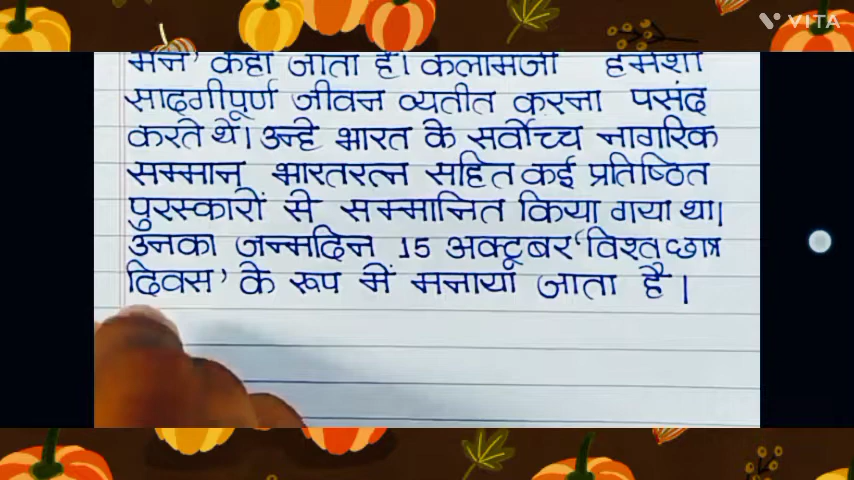 VITA
मैन’ कहा जाता है। कलामजी हमेशा
सादगीपूर्ण जीवन व्यतीत करना पसंद
करते थे। उन्हे भारत के सर्वोच्च नागरिक
सम्मान, भारतरत्न सहित कई प्रतिष्ठित
पुरस्कारों से सम्मानित किया गया था।
उनका जन्मदिन 15 अक्टूबर ‘विश्व छात्र
दिवस’ के रूप में मनाया जाता है।